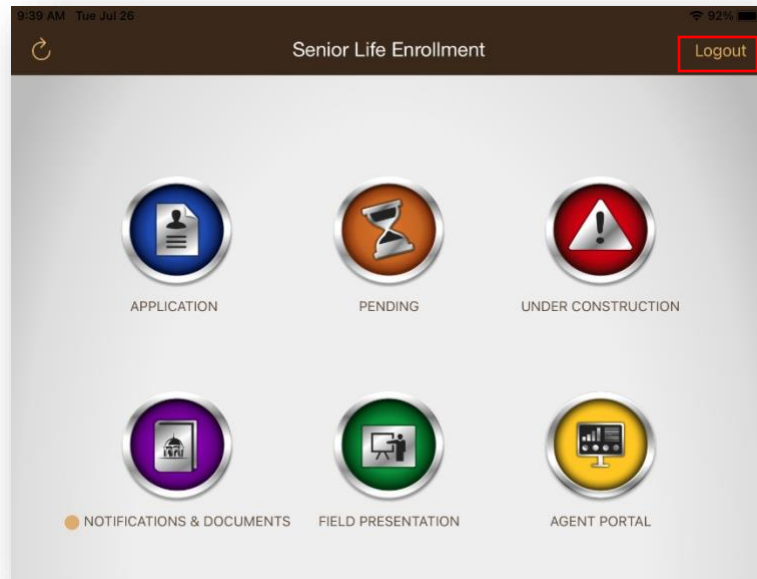 9:39 AM Tue Jul 26 92%
Senior Life Enrollment Logout
APPLICATION PENDING UNDER CONSTRUCTION
NOTIFICATIONS & DOCUMENTS FIELD PRESENTATION AGENT PORTAL